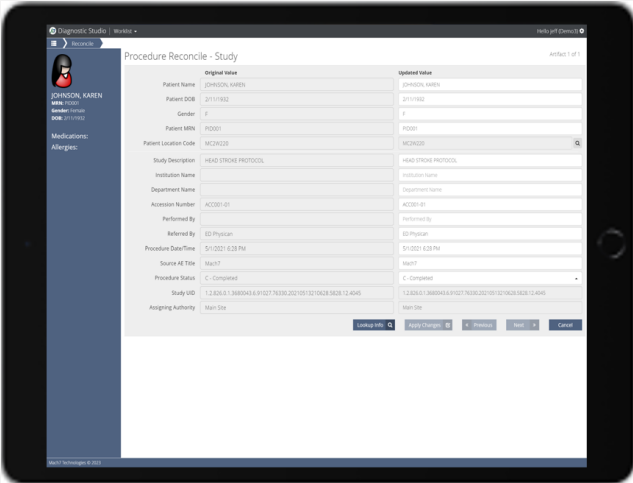 Diagnostic Studio | Worklist
Hello Jeff (Demo3)
Reconcile
Procedure Reconcile - Study
Artifact 1 of 1
JOHNSON, KAREN
MRN: PID001
Gender: Female
DOB: 2/11/1932
Medications:
Allergies:
Original Value Updated Value
Patient Name JOHNSON, KAREN JOHNSON, KAREN
Patient DOB 2/11/1932 2/11/1932
Gender F F
Patient MRN PID001 PID001
Patient Location Code MC2W220 MC2W220
Study Description HEAD STROKE PROTOCOL HEAD STROKE PROTOCOL
Institution Name Institution Name
Department Name Department Name
Accession Number ACC001-01 ACC001-01
Performed By Performed By
Referred By ED Physican ED Physican
Procedure Date/Time 5/1/2021 6:28 PM 5/1/2021 6:28 PM
Source AE Title Mach7 Mach7
Procedure Status C - Completed C - Completed
Study UID
Assigning Authority Main Site Main Site
Lookup Info Apply Changes Previous Next Cancel
Mach7 Technologies © 2023